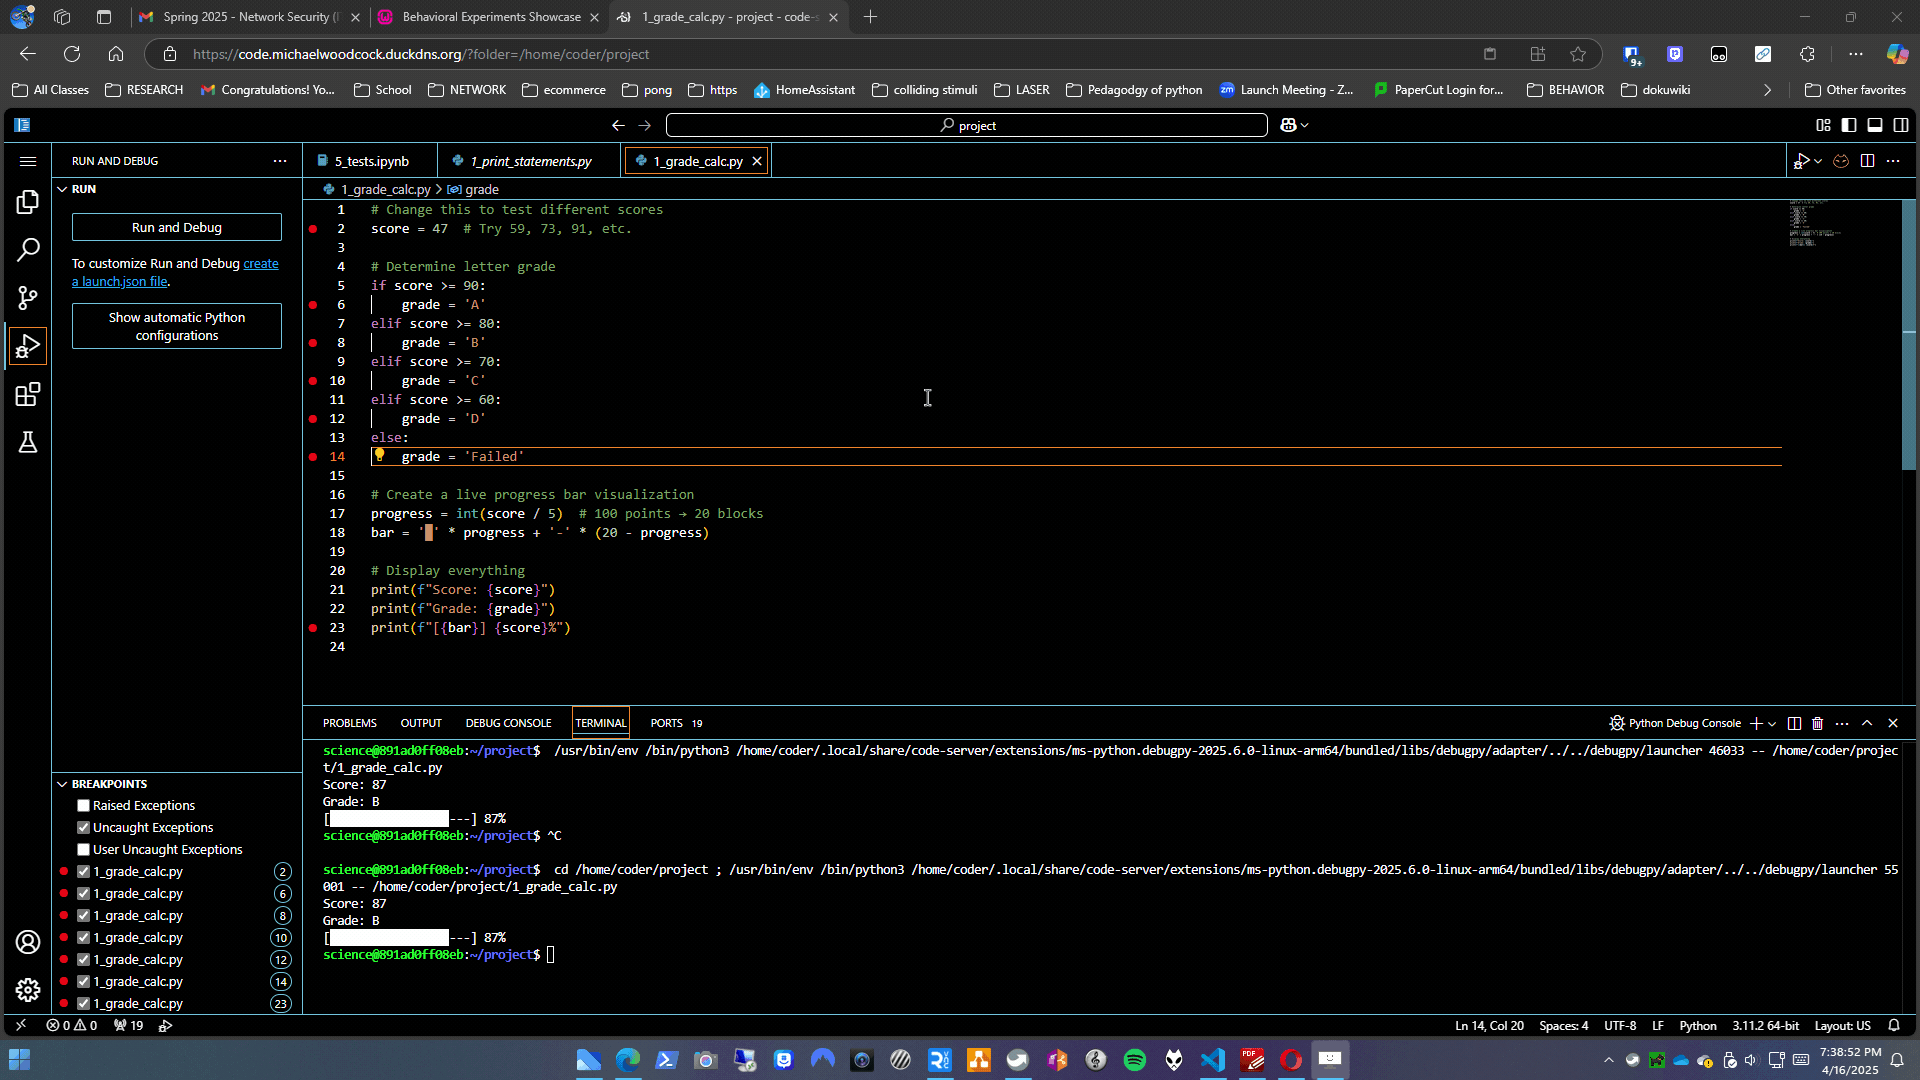 Spring 2025 - Network Security (
Behavioral Experiments Showcase
1_grade_calc.py - project - code-s
https://code.michaelwoodcock.duckdns.org/?folder=/home/coder/project
9+
All Classes
RESEARCH
Congratulations! Yo...
School
NETWORK
ecommerce
pong
https
HomeAssistant
colliding stimuli
LASER
Pedagodgy of python
Launch Meeting - Z...
PaperCut Login for...
BEHAVIOR
dokuwiki
Other favorites
project
RUN AND DEBUG
RUN
Run and Debug
To customize Run and Debug create
a launch.json file.
Show automatic Python
configurations
5_tests.ipynb
1_print_statements.py
1_grade_calc.py
1_grade_calc.py > grade
1 # Change this to test different scores
2 score = 47  # Try 59, 73, 91, etc.
3
4 # Determine letter grade
5 if score >= 90:
6     grade = 'A'
7 elif score >= 80:
8     grade = 'B'
9 elif score >= 70:
10     grade = 'C'
11 elif score >= 60:
12     grade = 'D'
13 else:
14     grade = 'Failed'
15
16 # Create a live progress bar visualization
17 progress = int(score / 5)  # 100 points → 20 blocks
18 bar = '█' * progress + '-' * (20 - progress)
19
20 # Display everything
21 print(f"Score: {score}")
22 print(f"Grade: {grade}")
23 print(f"[{bar}] {score}%")
24
PROBLEMS
OUTPUT
DEBUG CONSOLE
TERMINAL
PORTS 19
Python Debug Console
science@891ad0ff08eb:~/project$  /usr/bin/env /bin/python3 /home/coder/.local/share/code-server/extensions/ms-python.debugpy-2025.6.0-linux-arm64/bundled/libs/debugpy/adapter/../../debugpy/launcher 46033 -- /home/coder/projec
t/1_grade_calc.py
Score: 87
Grade: B
[█████████████████---] 87%
science@891ad0ff08eb:~/project$ ^C
science@891ad0ff08eb:~/project$  cd /home/coder/project ; /usr/bin/env /bin/python3 /home/coder/.local/share/code-server/extensions/ms-python.debugpy-2025.6.0-linux-arm64/bundled/libs/debugpy/adapter/../../debugpy/launcher 55
001 -- /home/coder/project/1_grade_calc.py
Score: 87
Grade: B
[█████████████████---] 87%
science@891ad0ff08eb:~/project$
BREAKPOINTS
Raised Exceptions
Uncaught Exceptions
User Uncaught Exceptions
1_grade_calc.py 2
1_grade_calc.py 6
1_grade_calc.py 8
1_grade_calc.py 10
1_grade_calc.py 12
1_grade_calc.py 14
1_grade_calc.py 23
0 0 19
Ln 14, Col 20
Spaces: 4
UTF-8
LF
Python
3.11.2 64-bit
Layout: US
7:38:52 PM
4/16/2025